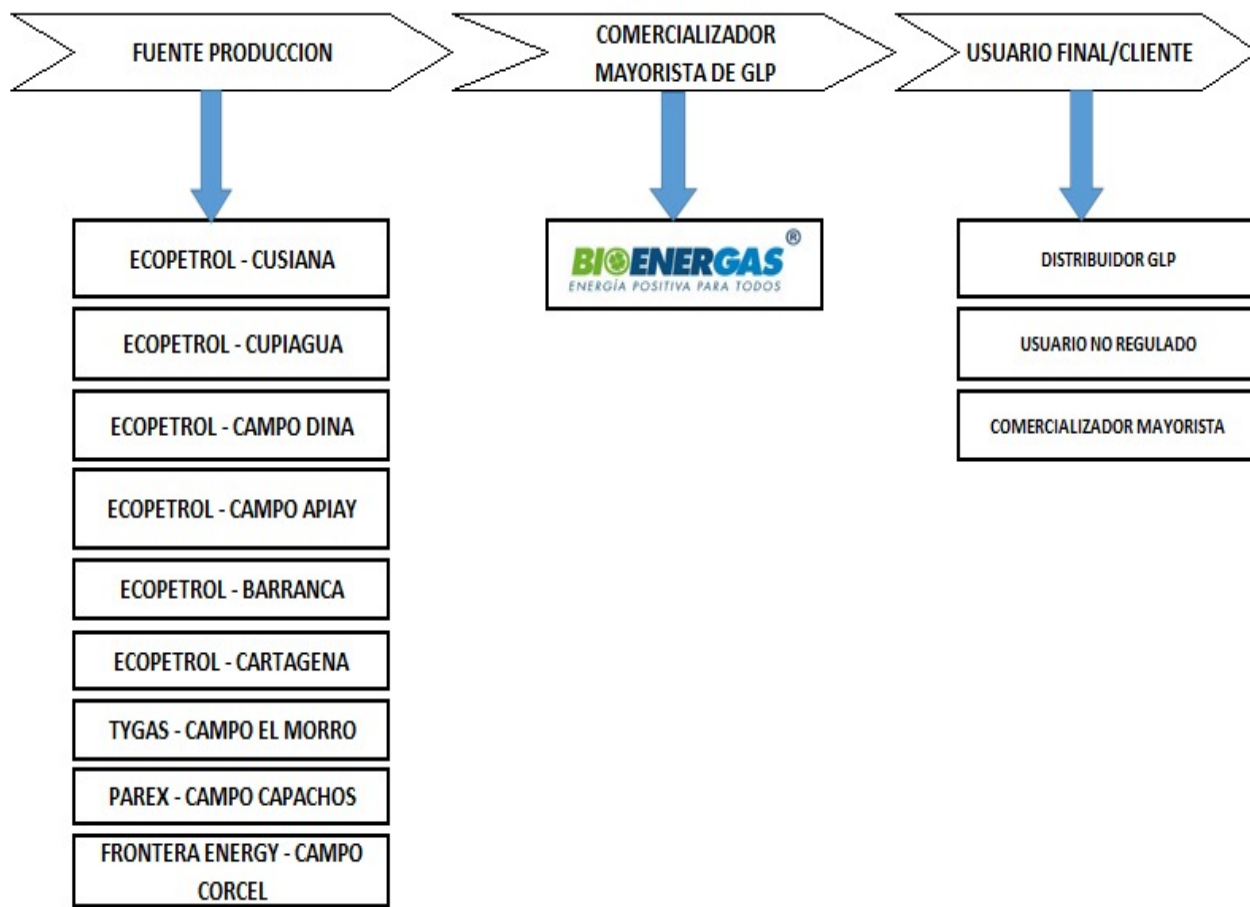 FUENTE PRODUCCION
COMERCIALIZADOR
MAYORISTA DE GLP
USUARIO FINAL/CLIENTE
ECOPETROL - CUSIANA
ECOPETROL - CUPIAGUA
ECOPETROL - CAMPO DINA
ECOPETROL - CAMPO APIAY
ECOPETROL - BARRANCA
ECOPETROL - CARTAGENA
TYGAS - CAMPO EL MORRO
PAREX - CAMPO CAPACHOS
FRONTERA ENERGY - CAMPO
CORCEL
BIOENERGAS®
ENERGÍA POSITIVA PARA TODOS
DISTRIBUIDOR GLP
USUARIO NO REGULADO
COMERCIALIZADOR MAYORISTA